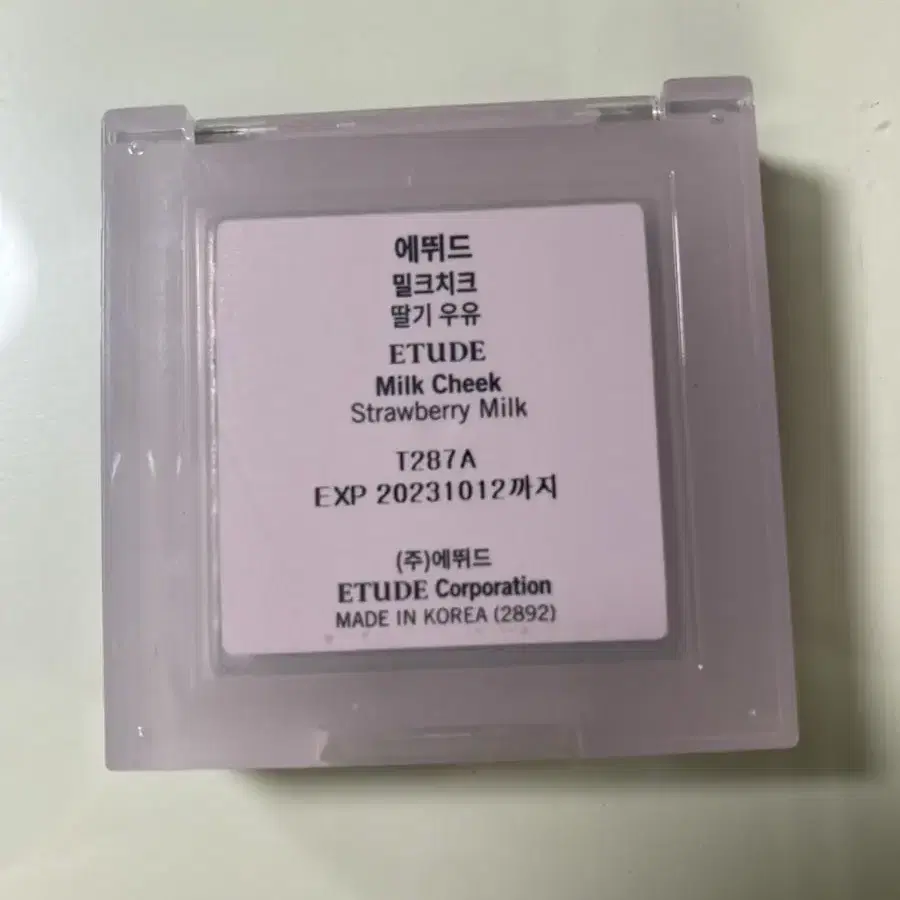 에뛰드
밀크치크
딸기 우유
ETUDE
Milk Cheek
Strawberry Milk
T287A
EXP 20231012까지
(주)에뛰드
ETUDE Corporation
MADE IN KOREA (2892)